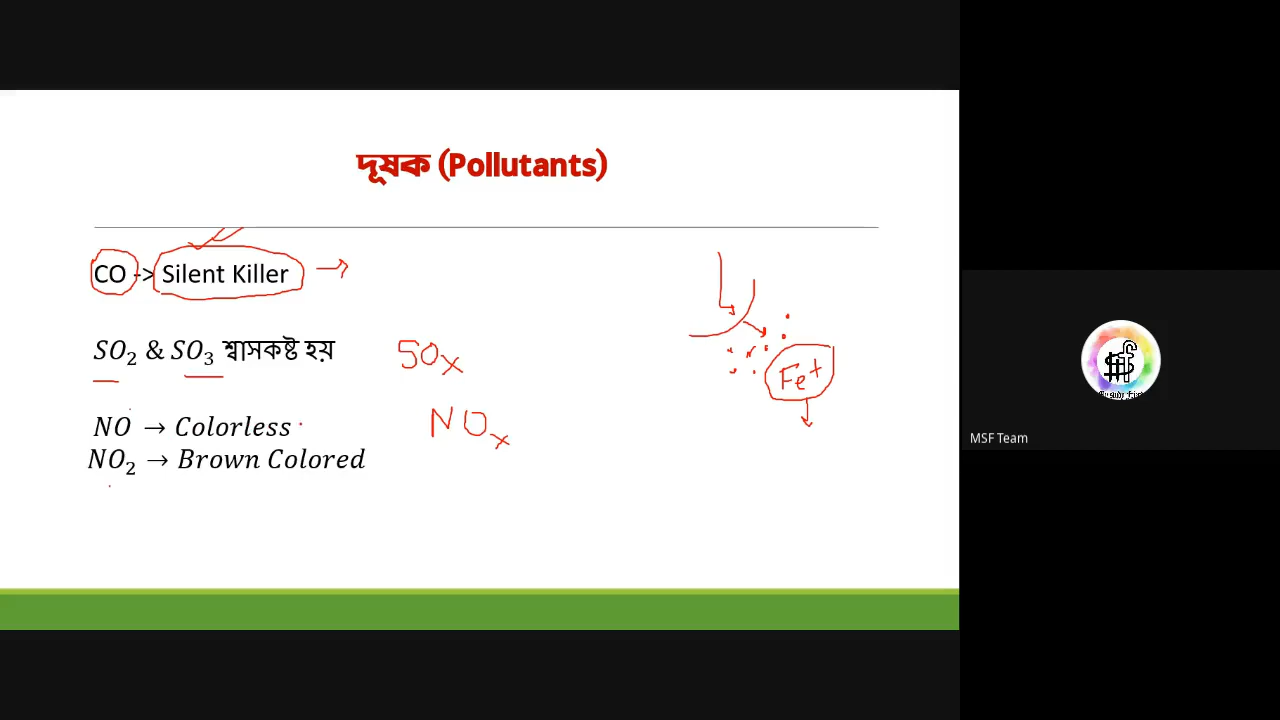 দূষক (Pollutants)
CO -> Silent Killer →
SO₂ & SO₃ শ্বাসকষ্ট হয়
SOx
NO → Colorless
NOx
NO₂ → Brown Colored
Fe+
MSF Team